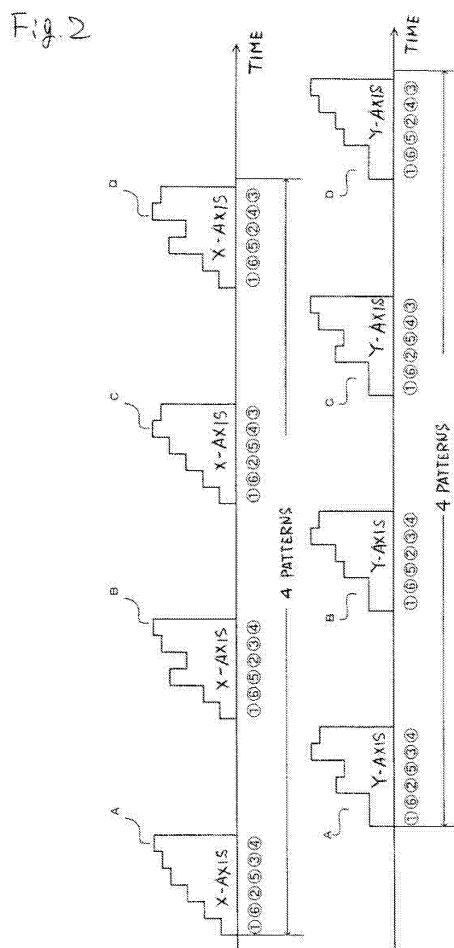 Fig. 2
A B C D
X-AXIS X-AXIS X-AXIS X-AXIS
①⑥②⑤③④ ①⑥⑤②③④ ①⑥②⑤④③ ①⑥⑤②④③ TIME
4 PATTERNS
A B C D
Y-AXIS Y-AXIS Y-AXIS Y-AXIS
①⑥②⑤③④ ①⑥⑤②③④ ①⑥②⑤④③ ①⑥⑤②④③ TIME
4 PATTERNS